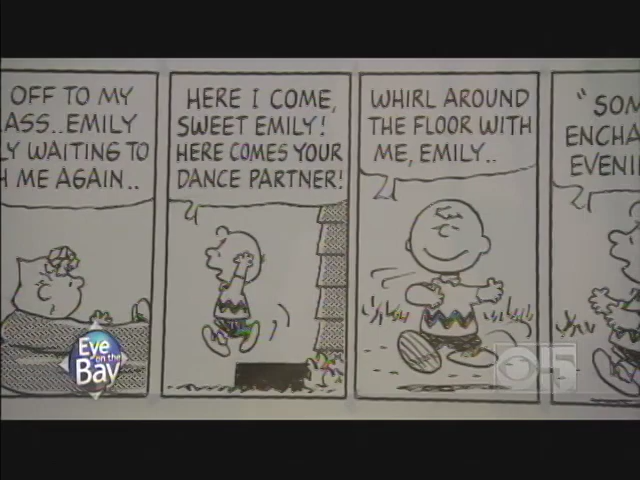 OFF TO MY
ASS.. EMILY
LY WAITING TO
H ME AGAIN..
HERE I COME,
SWEET EMILY!
HERE COMES YOUR
DANCE PARTNER!
WHIRL AROUND
THE FLOOR WITH
ME, EMILY..
"SOM
ENCHA
EVENI
Eye
on the
Bay
5